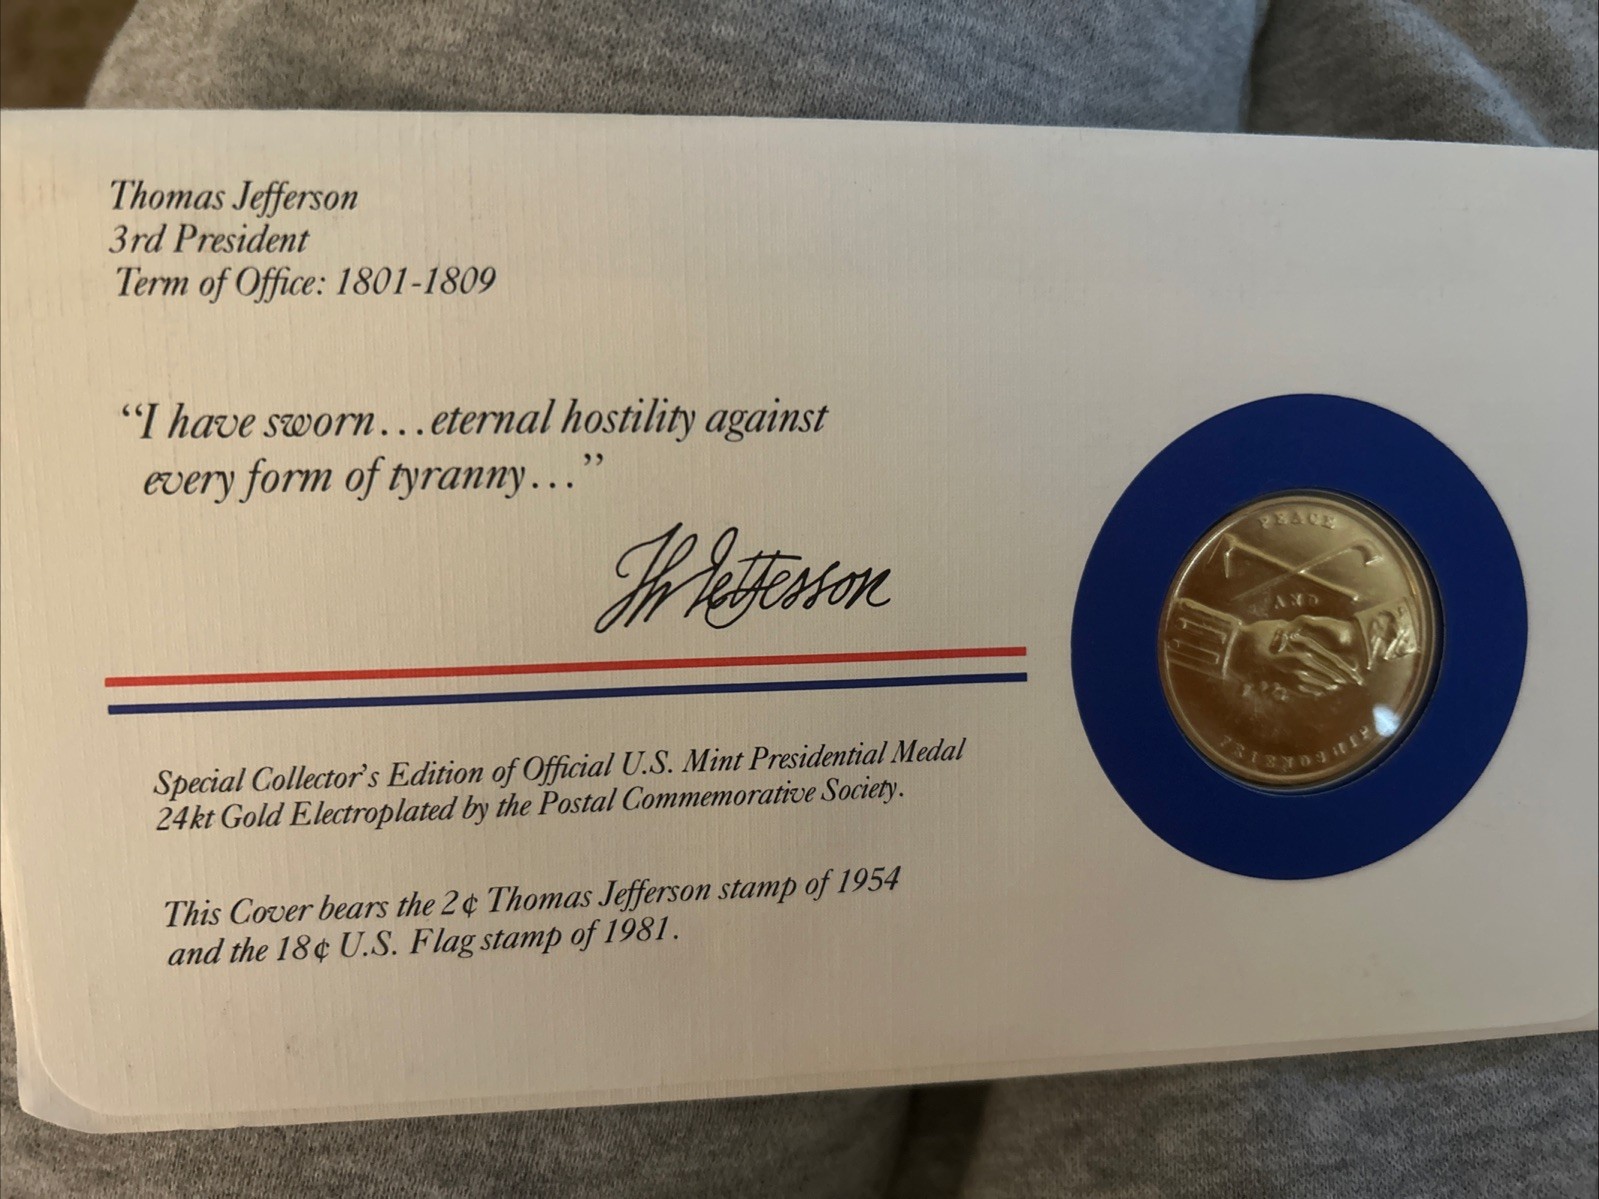 Thomas Jefferson
3rd President
Term of Office: 1801-1809
“I have sworn...eternal hostility against
every form of tyranny...”
Th Jefferson
Special Collector's Edition of Official U.S. Mint Presidential Medal
24kt Gold Electroplated by the Postal Commemorative Society.
This Cover bears the 2¢ Thomas Jefferson stamp of 1954
and the 18¢ U.S. Flag stamp of 1981.
PEACE
AND
FRIENDSHIP